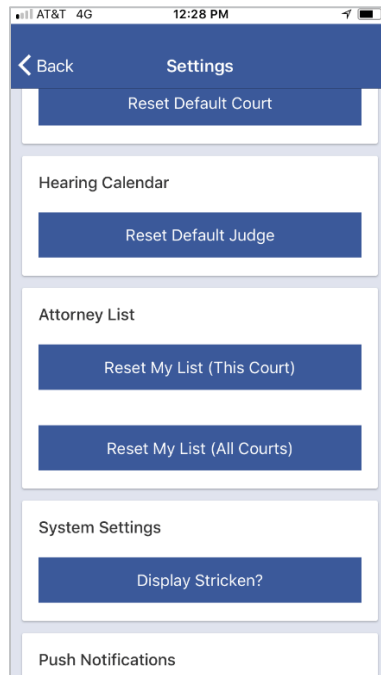 AT&T 4G 12:28 PM
Back Settings
Reset Default Court
Hearing Calendar
Reset Default Judge
Attorney List
Reset My List (This Court)
Reset My List (All Courts)
System Settings
Display Stricken?
Push Notifications